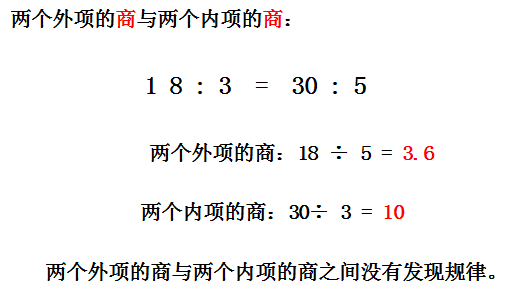 两个外项的商与两个内项的商：
1 8 : 3 = 30 : 5
两个外项的商：18 ÷ 5 = 3.6
两个内项的商：30÷ 3 = 10
两个外项的商与两个内项的商之间没有发现规律。